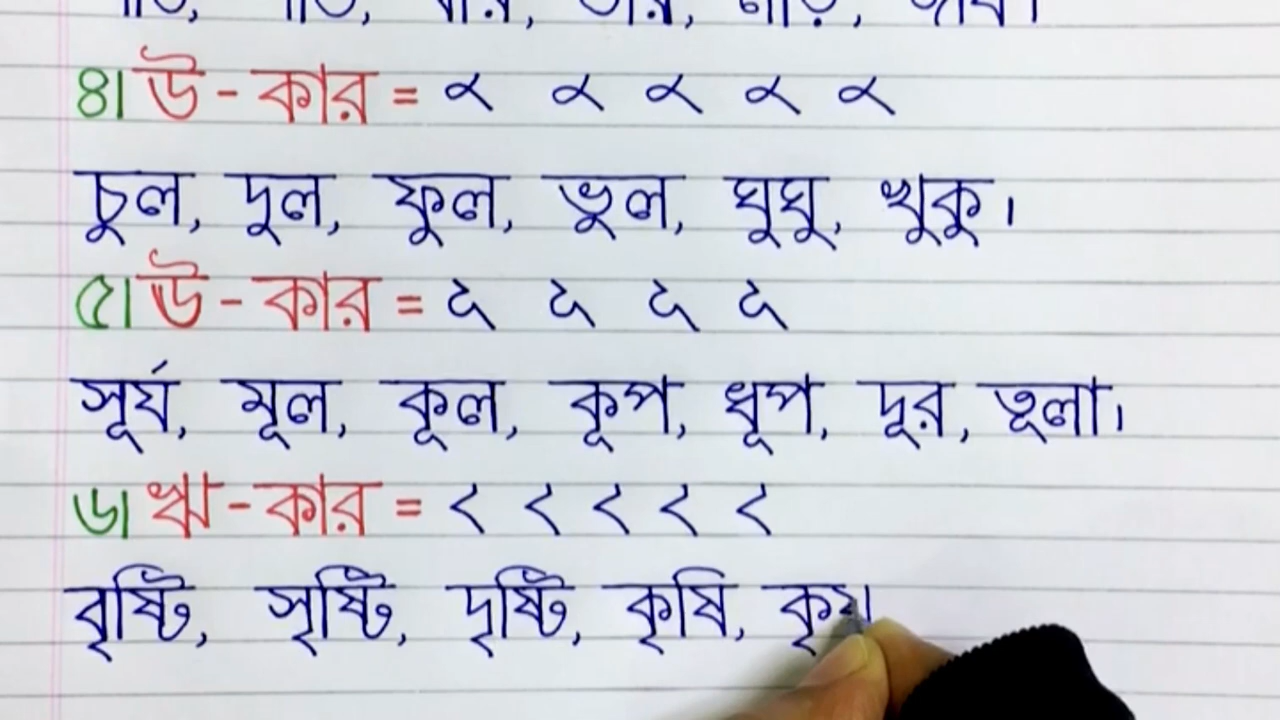 ৪। উ - কার = ু ু ু ু ু
চুল, দুল, ফুল, ভুল, ঘুঘু, খুকু।
৫। ঊ - কার = ূ ূ ূ ূ
সূর্য, মূল, কূল, কূপ, ধূপ, দূর, তূলা।
৬। ঋ - কার = ৃ ৃ ৃ ৃ ৃ
বৃষ্টি, সৃষ্টি, দৃষ্টি, কৃষি,